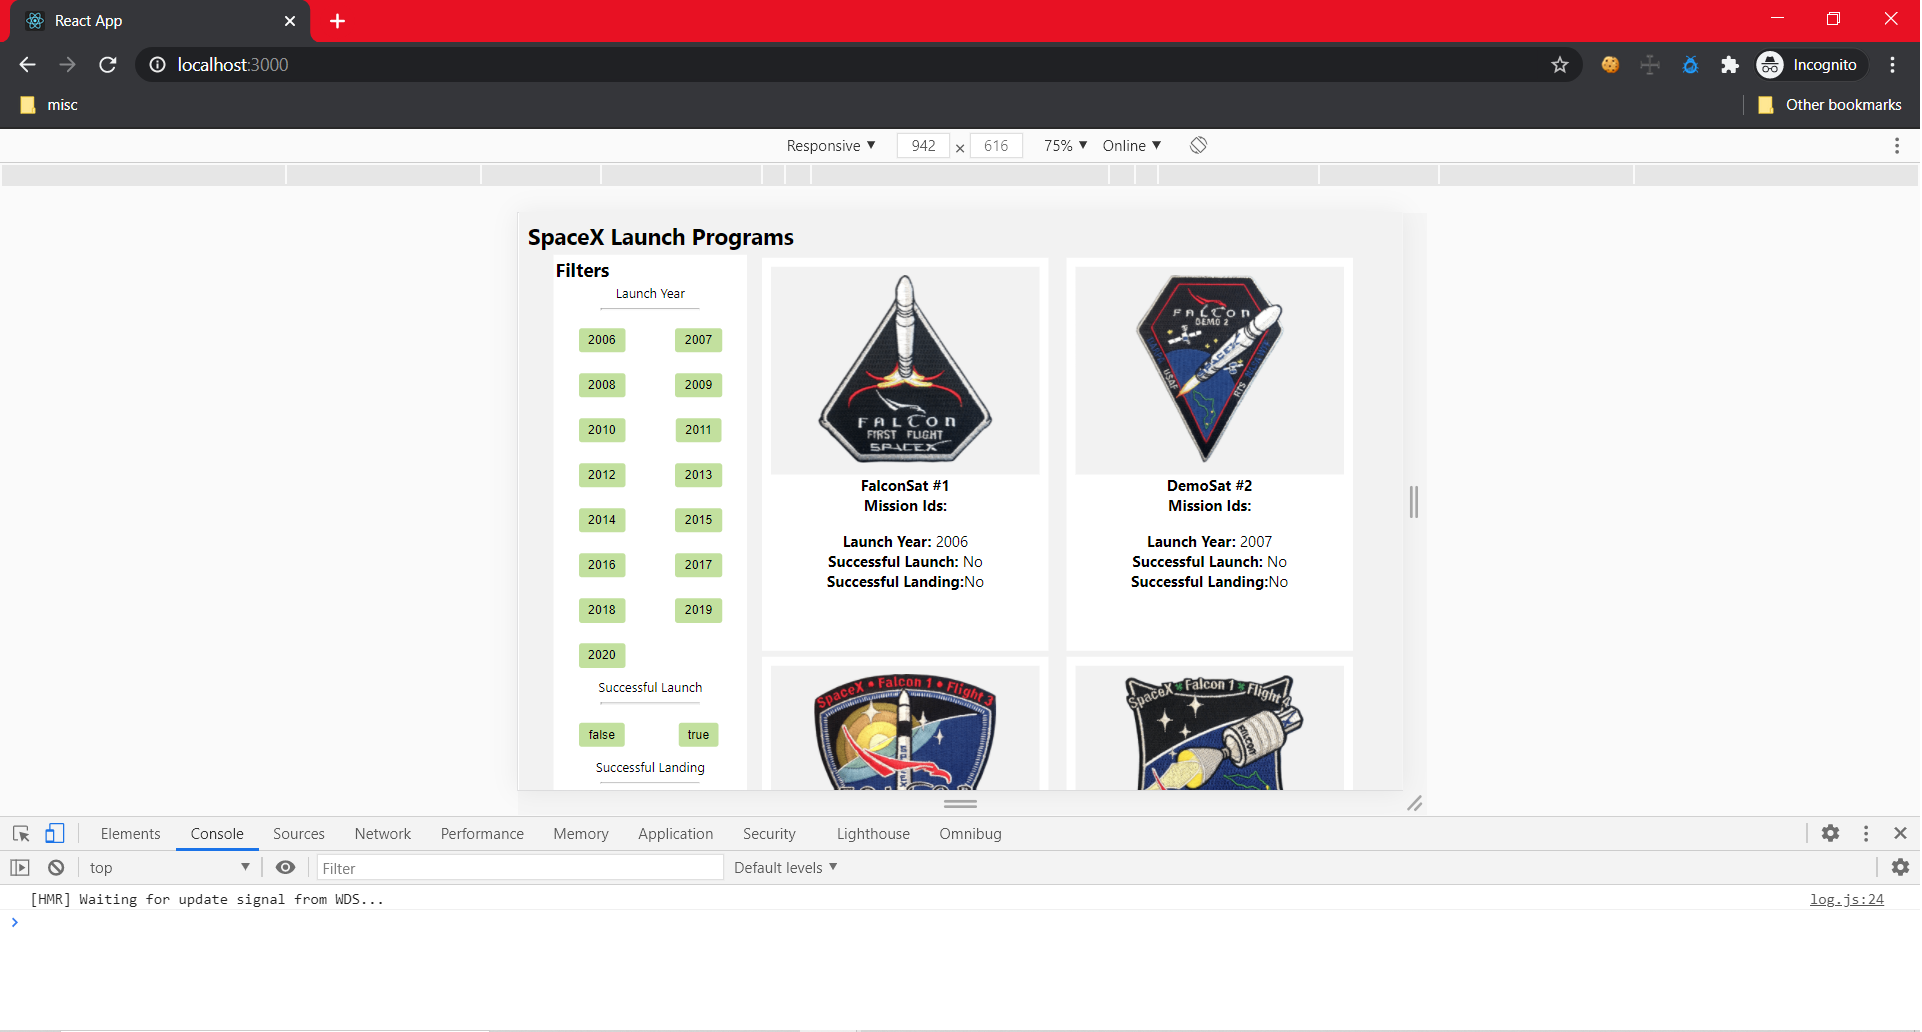 React App
localhost:3000
Incognito
misc
Other bookmarks
Responsive
942 × 616
75%
Online
SpaceX Launch Programs
Filters
Launch Year
2006 2007
2008 2009
2010 2011
2012 2013
2014 2015
2016 2017
2018 2019
2020
Successful Launch
false true
Successful Landing
FALCON
FIRST FLIGHT
SPACEX
FalconSat #1
Mission Ids:
Launch Year: 2006
Successful Launch: No
Successful Landing:No
FALCON
DEMO 2
SPACEX
USAF
RTS
DemoSat #2
Mission Ids:
Launch Year: 2007
Successful Launch: No
Successful Landing:No
SpaceX • Falcon 1 • Flight 3
SpaceX Falcon 1 Flight 4
FALCON
Elements Console Sources Network Performance Memory Application Security Lighthouse Omnibug
top
Filter
Default levels
[HMR] Waiting for update signal from WDS...
log.js:24